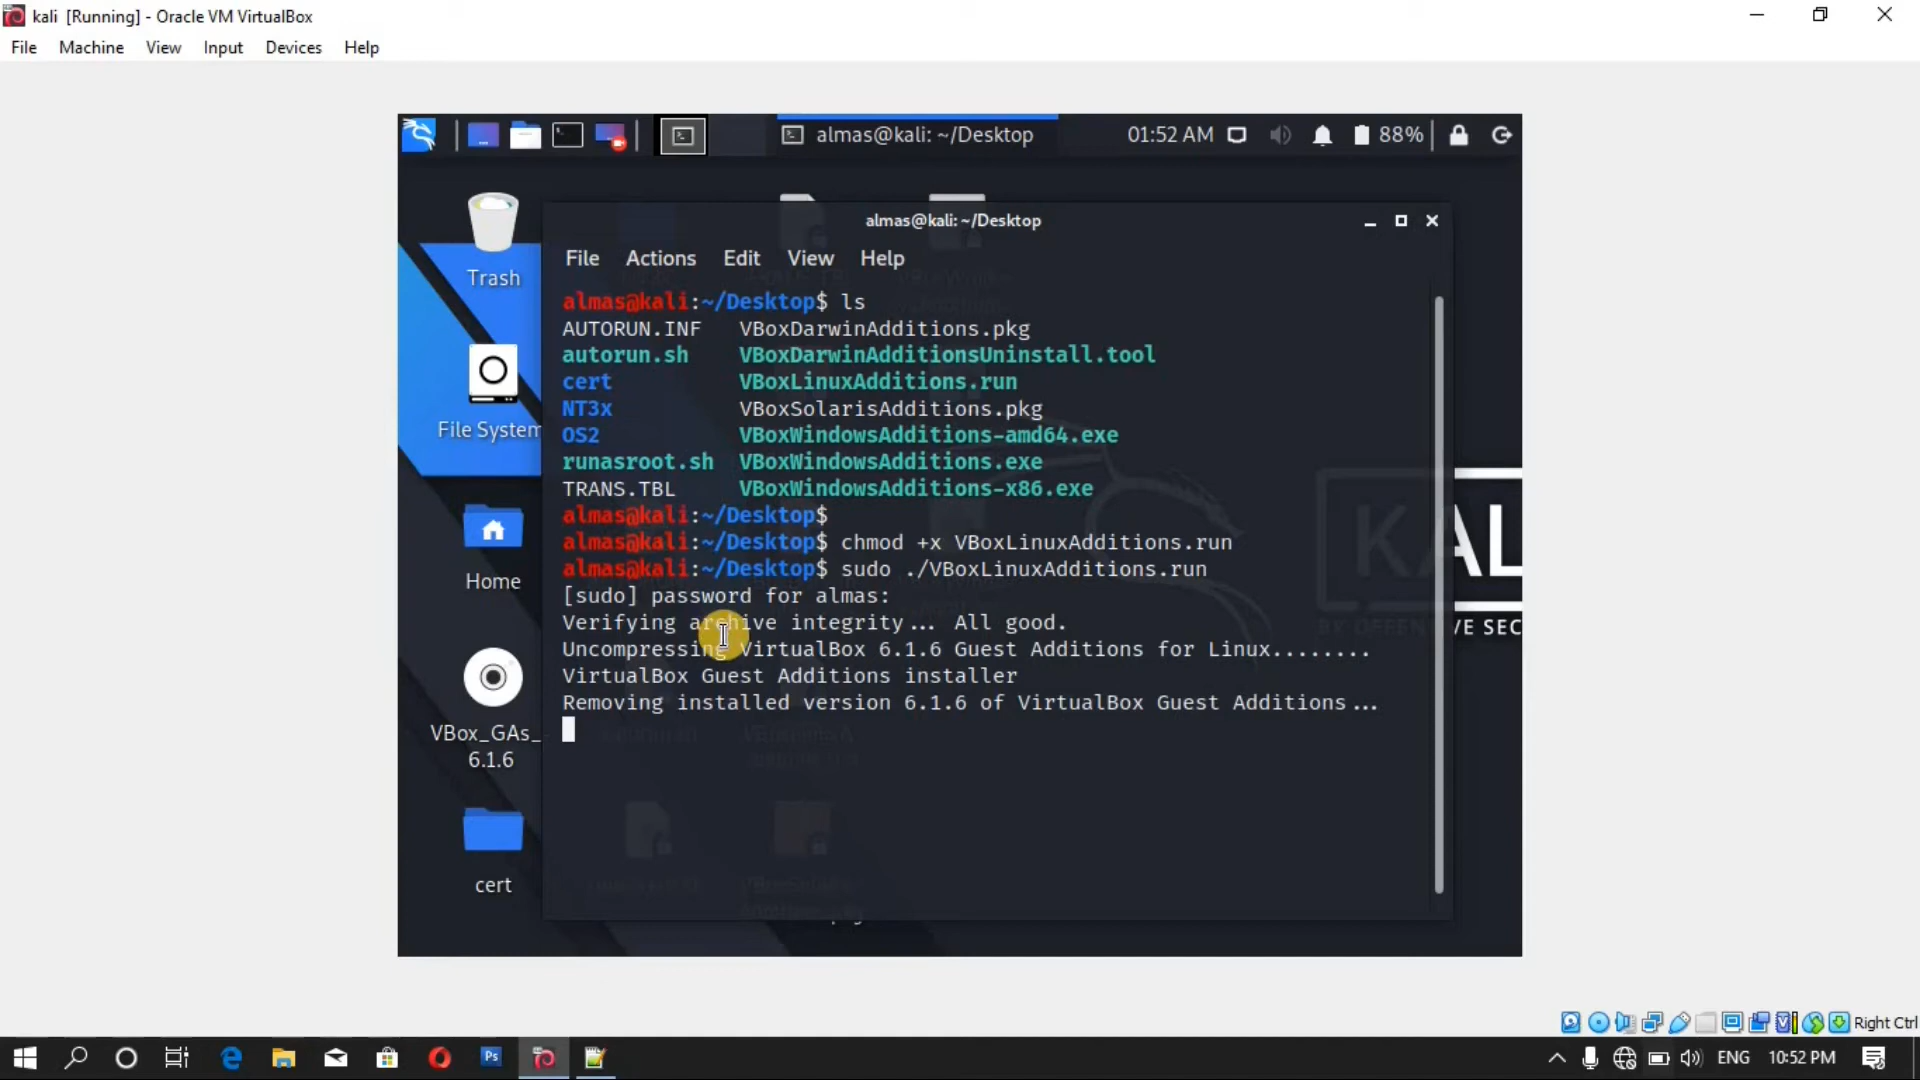 kali [Running] - Oracle VM VirtualBox
File Machine View Input Devices Help
almas@kali: ~/Desktop 01:52 AM 88%
almas@kali: ~/Desktop
File Actions Edit View Help
Trash
File System
Home
VBox_GAs_
6.1.6
cert
almas@kali:~/Desktop$ ls
AUTORUN.INF VBoxDarwinAdditions.pkg
autorun.sh VBoxDarwinAdditionsUninstall.tool
cert VBoxLinuxAdditions.run
NT3x VBoxSolarisAdditions.pkg
OS2 VBoxWindowsAdditions-amd64.exe
runasroot.sh VBoxWindowsAdditions.exe
TRANS.TBL VBoxWindowsAdditions-x86.exe
almas@kali:~/Desktop$
almas@kali:~/Desktop$ chmod +x VBoxLinuxAdditions.run
almas@kali:~/Desktop$ sudo ./VBoxLinuxAdditions.run
[sudo] password for almas:
Verifying archive integrity... All good.
Uncompressing VirtualBox 6.1.6 Guest Additions for Linux........
VirtualBox Guest Additions installer
Removing installed version 6.1.6 of VirtualBox Guest Additions...
KAL
BY OFFENSIVE SEC
Right Ctrl
Ps
ENG 10:52 PM